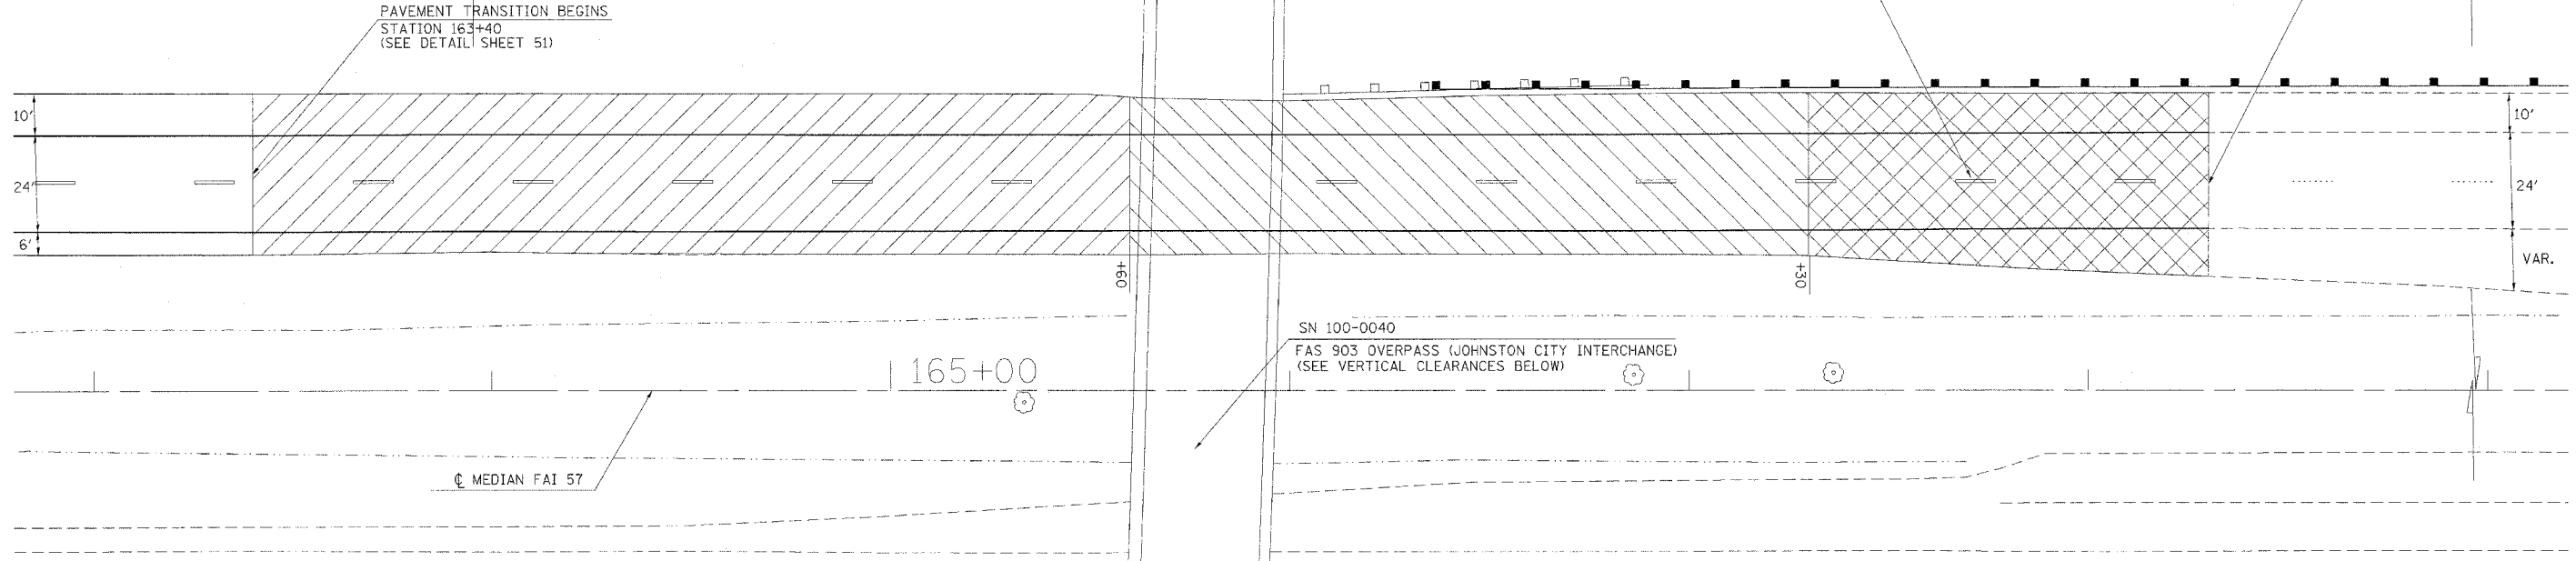 PAVEMENT TRANSITION BEGINS
STATION 163+40
(SEE DETAIL SHEET 51)
10'
24'
6'
10'
24'
VAR.
+60
+30
SN 100-0040
FAS 903 OVERPASS (JOHNSTON CITY INTERCHANGE)
(SEE VERTICAL CLEARANCES BELOW)
165+00
℄ MEDIAN FAI 57